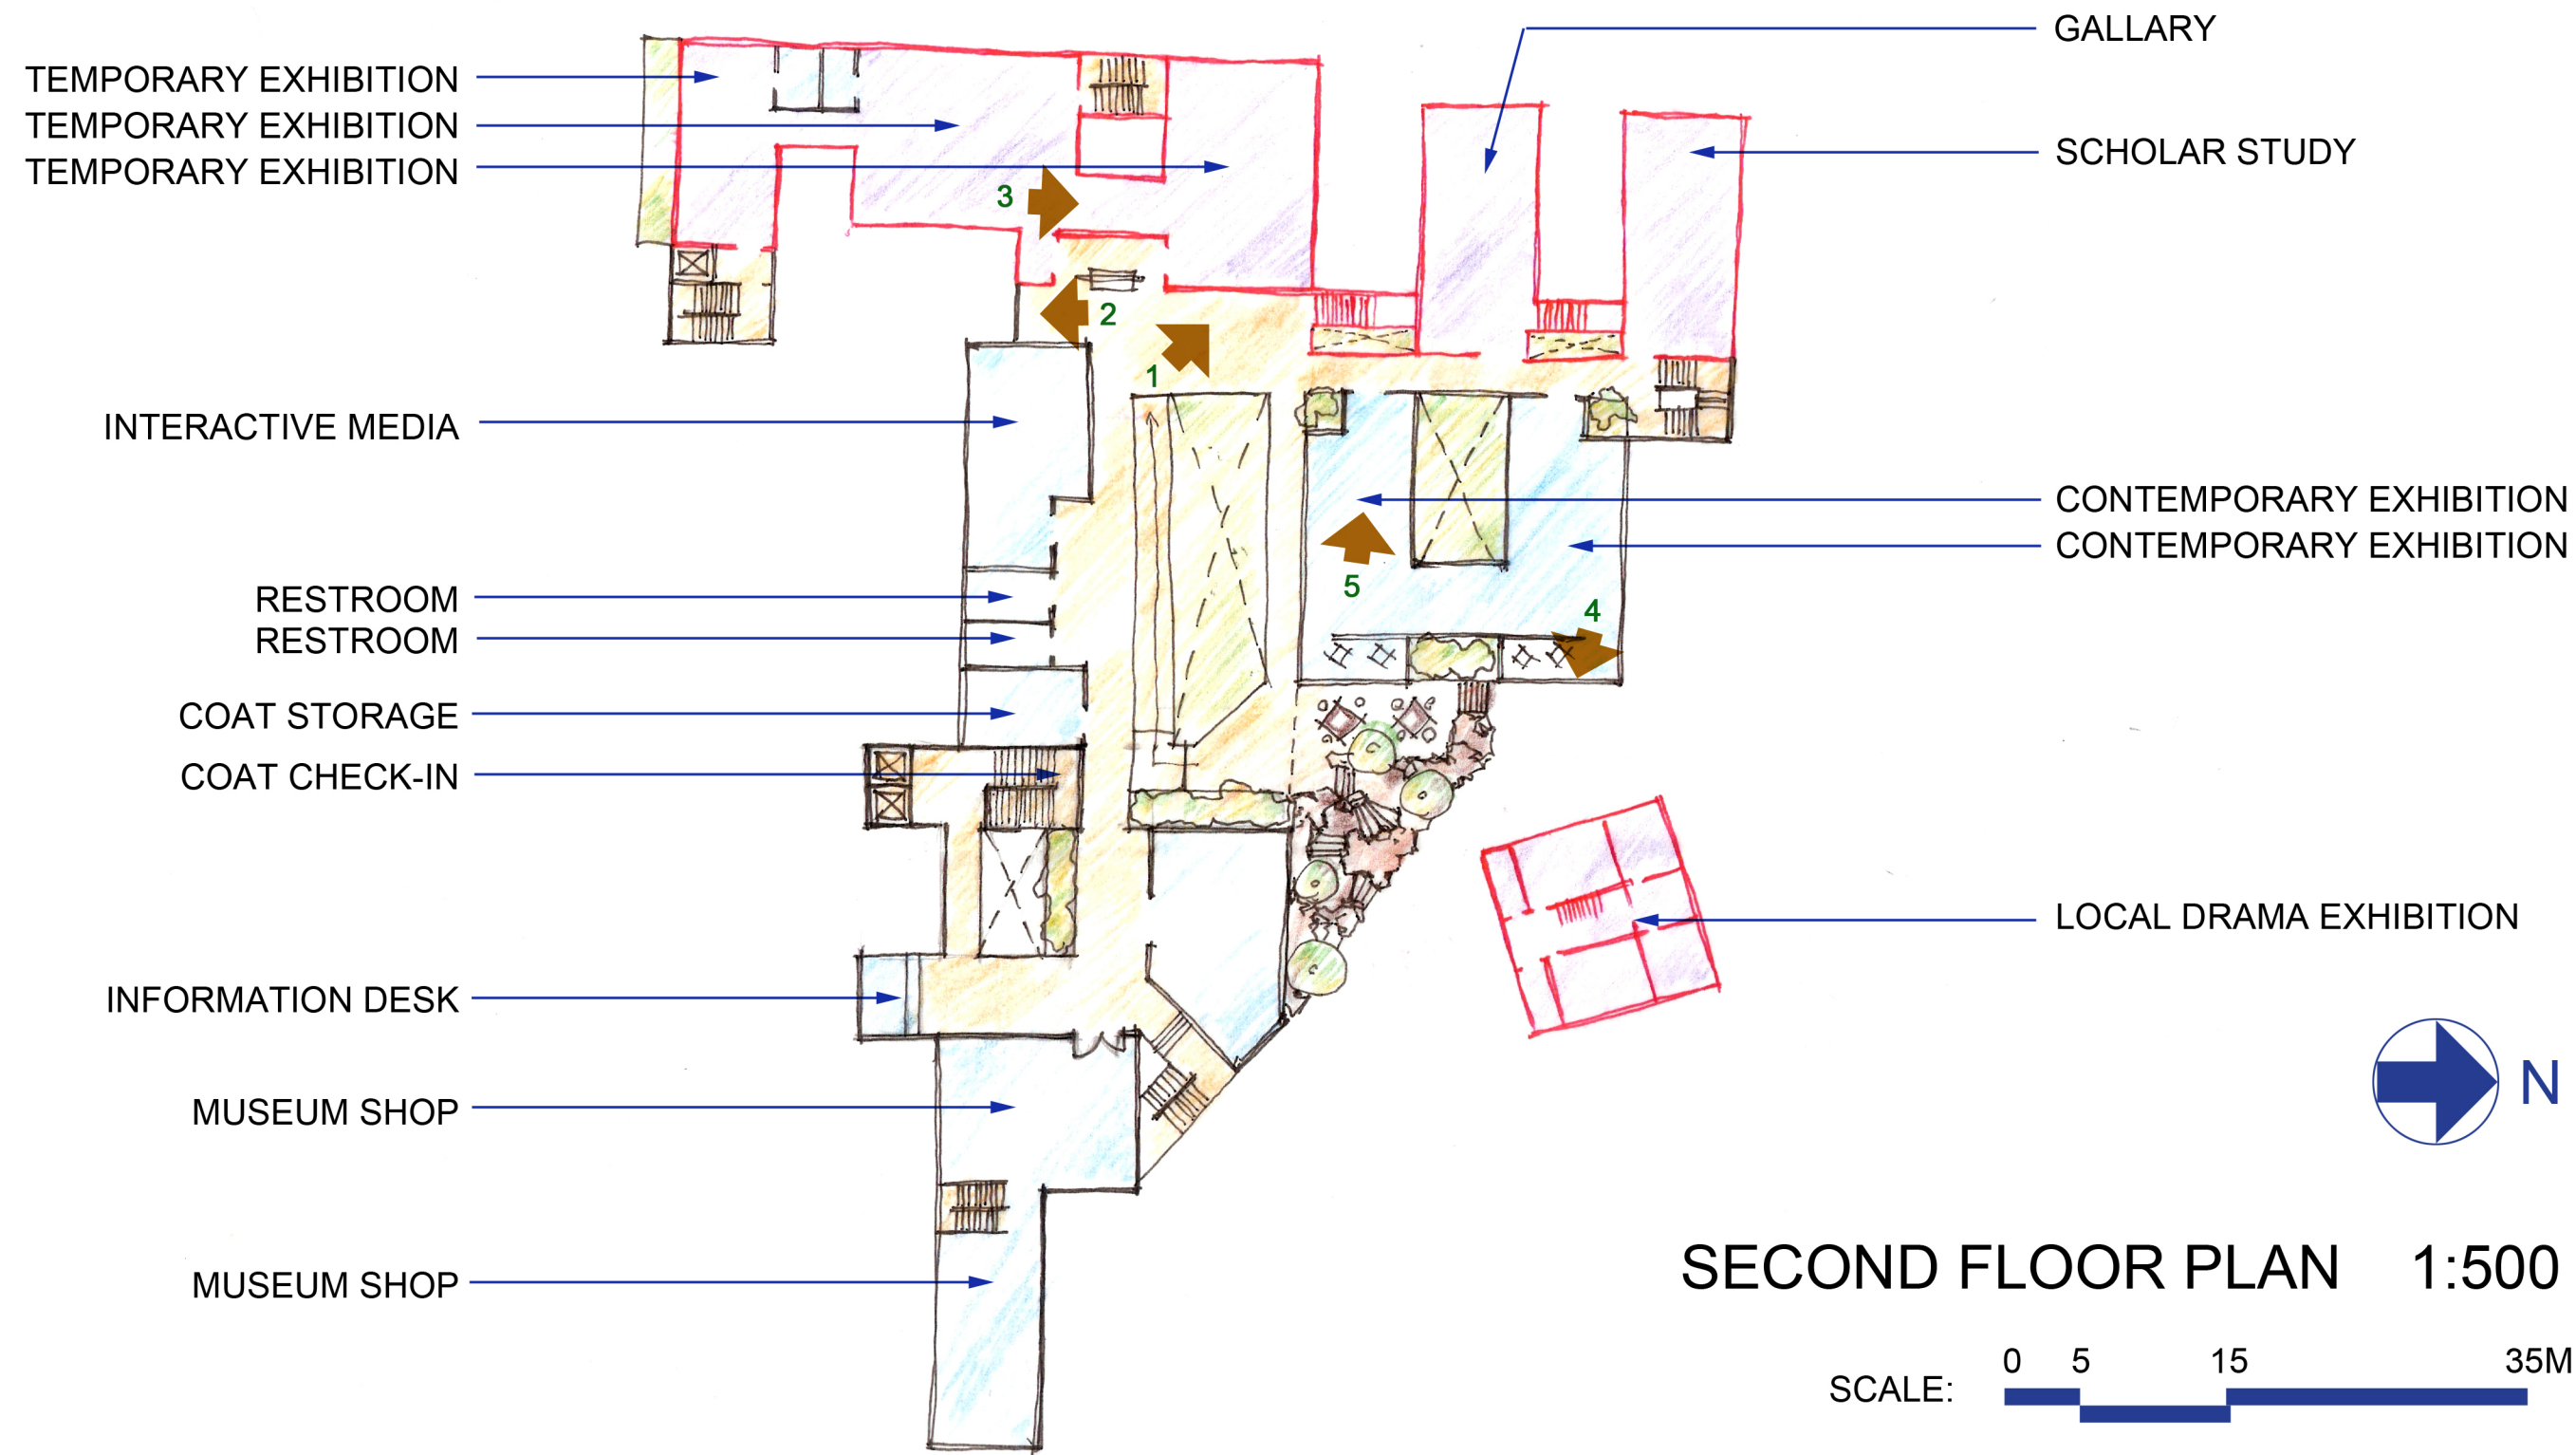 GALLARY
TEMPORARY EXHIBITION
TEMPORARY EXHIBITION
SCHOLAR STUDY
TEMPORARY EXHIBITION
3
2
1
INTERACTIVE MEDIA
CONTEMPORARY EXHIBITION
CONTEMPORARY EXHIBITION
5
RESTROOM
4
RESTROOM
COAT STORAGE
COAT CHECK-IN
LOCAL DRAMA EXHIBITION
INFORMATION DESK
N
MUSEUM SHOP
SECOND FLOOR PLAN 1:500
MUSEUM SHOP
0 5 15 35M
SCALE: